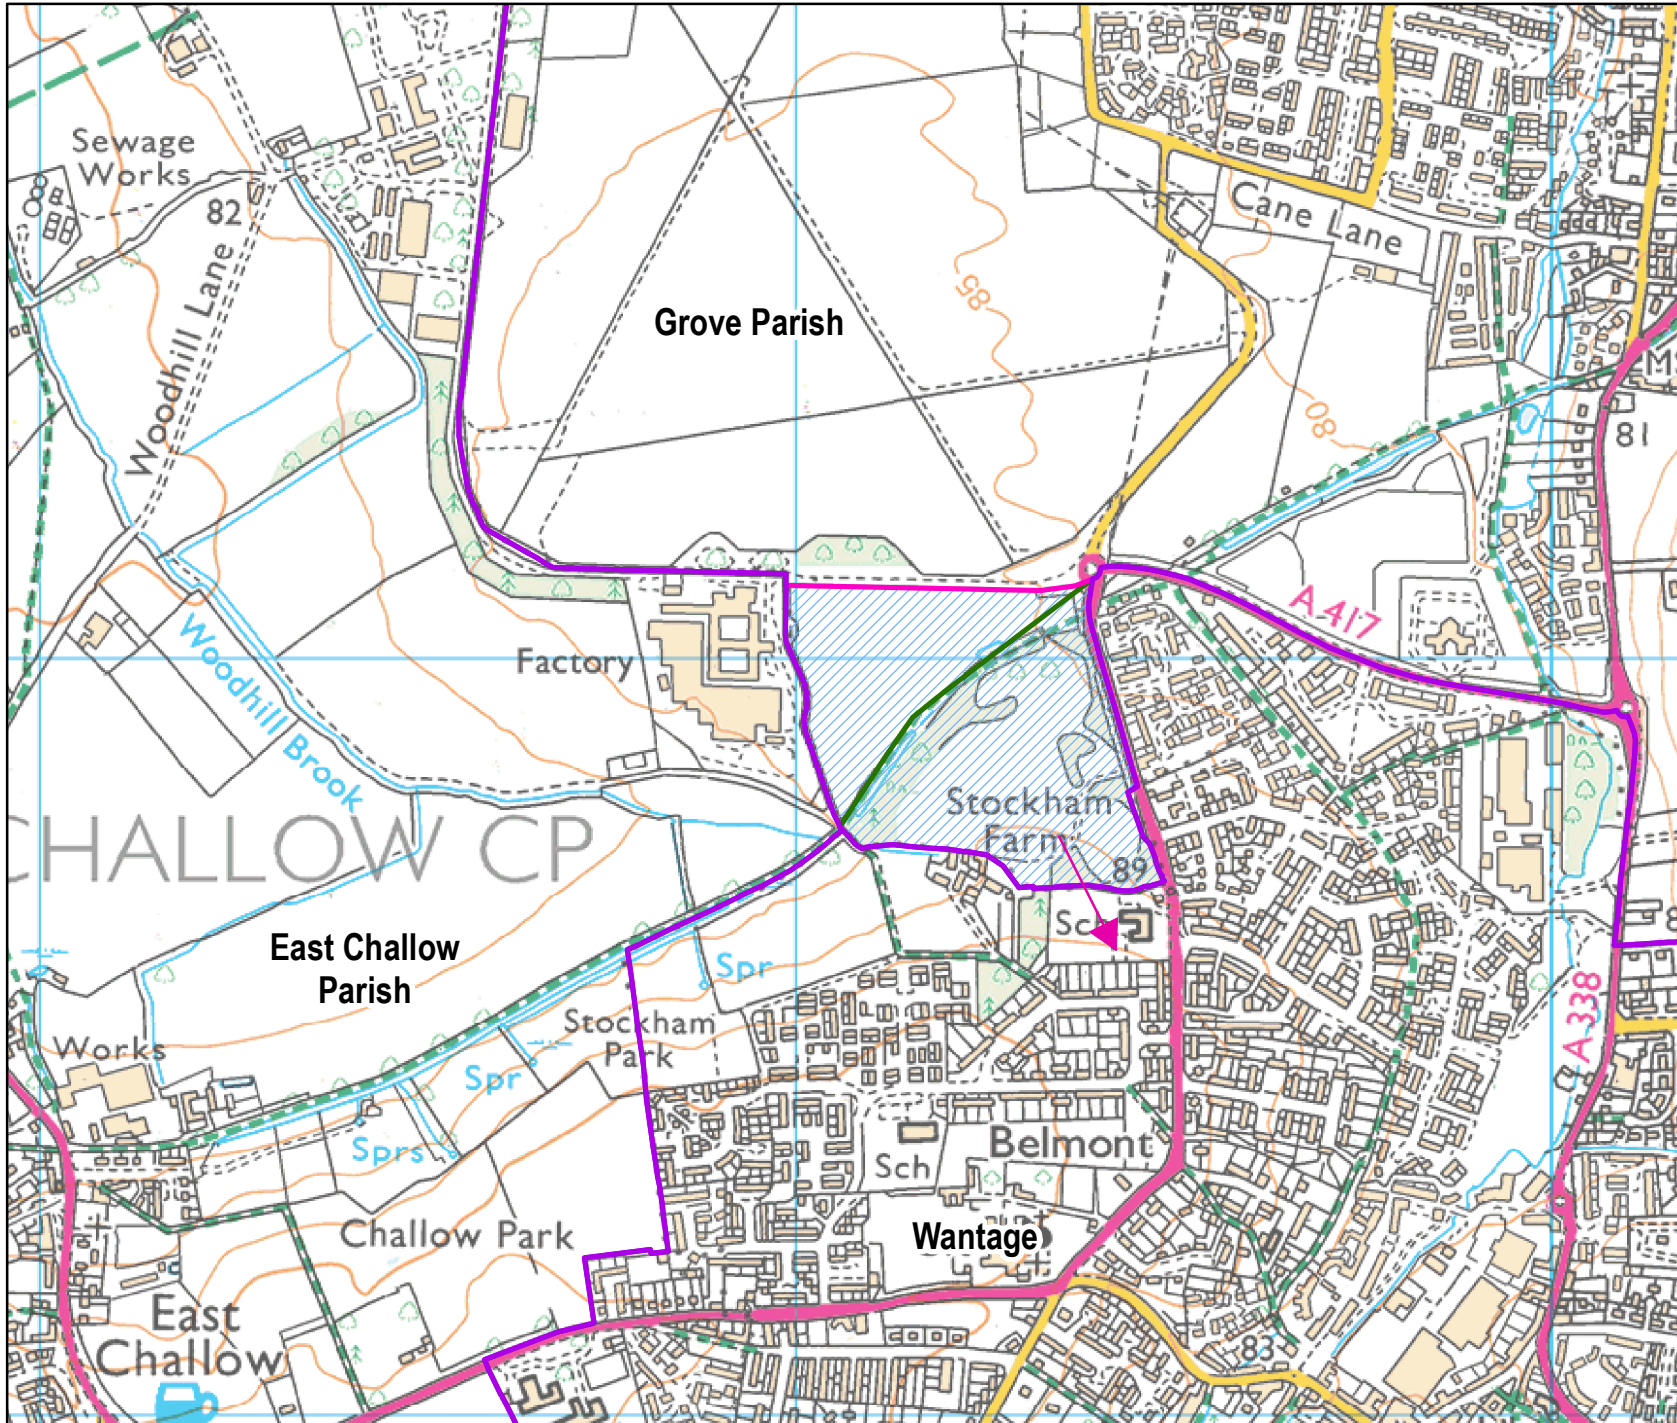 Sewage
Works
82
Woodhill Lane
Cane Lane
85
Grove Parish
80
81
A 417
Factory
Woodhill Brook
Stockham
Farm
89
HALLOW CP
East Challow
Parish
Spr
Sch
Stockham
Park
Works
Spr
A 338
Sprs
Belmont
Sch
Challow Park
Wantage
East
Challow
83